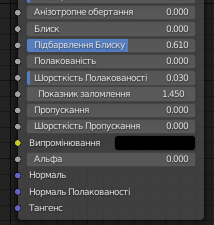 Анізотропне обертання 0.000
Блиск 0.000
Підбарвлення Блиску 0.610
Полакованість 0.000
Шорсткість Полакованості 0.030
Показник заломлення 1.450
Пропускання 0.000
Шорсткість Пропускання 0.000
Випромінювання
Альфа 0.000
Нормаль
Нормаль Полакованості
Тангенс